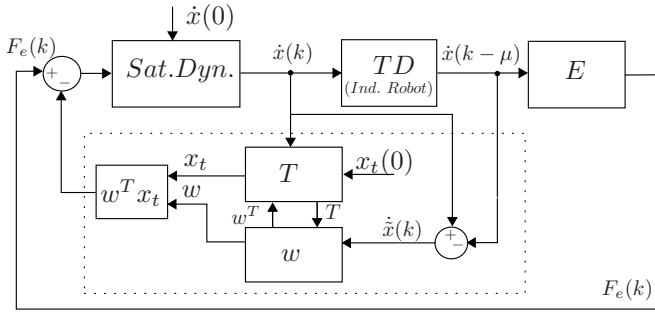 ẋ(0)
F_e(k)
+
−
Sat.Dyn.
ẋ(k)
TD
(Ind. Robot)
ẋ(k − μ)
E
x_t
T
x_t(0)
w^T x_t
w
w^T
T
w
x̃̇(k)
+
−
F_e(k)